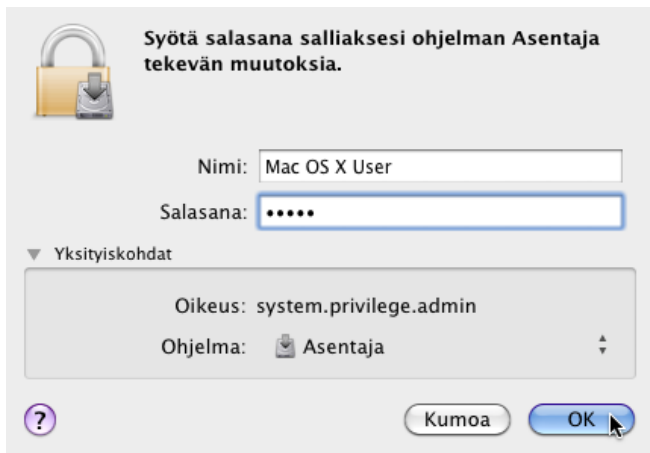 Syötä salasana salliaksesi ohjelman Asentaja
tekevän muutoksia.
Nimi: Mac OS X User
Salasana: •••••
Yksityiskohdat
Oikeus: system.privilege.admin
Ohjelma: Asentaja
? Kumoa OK